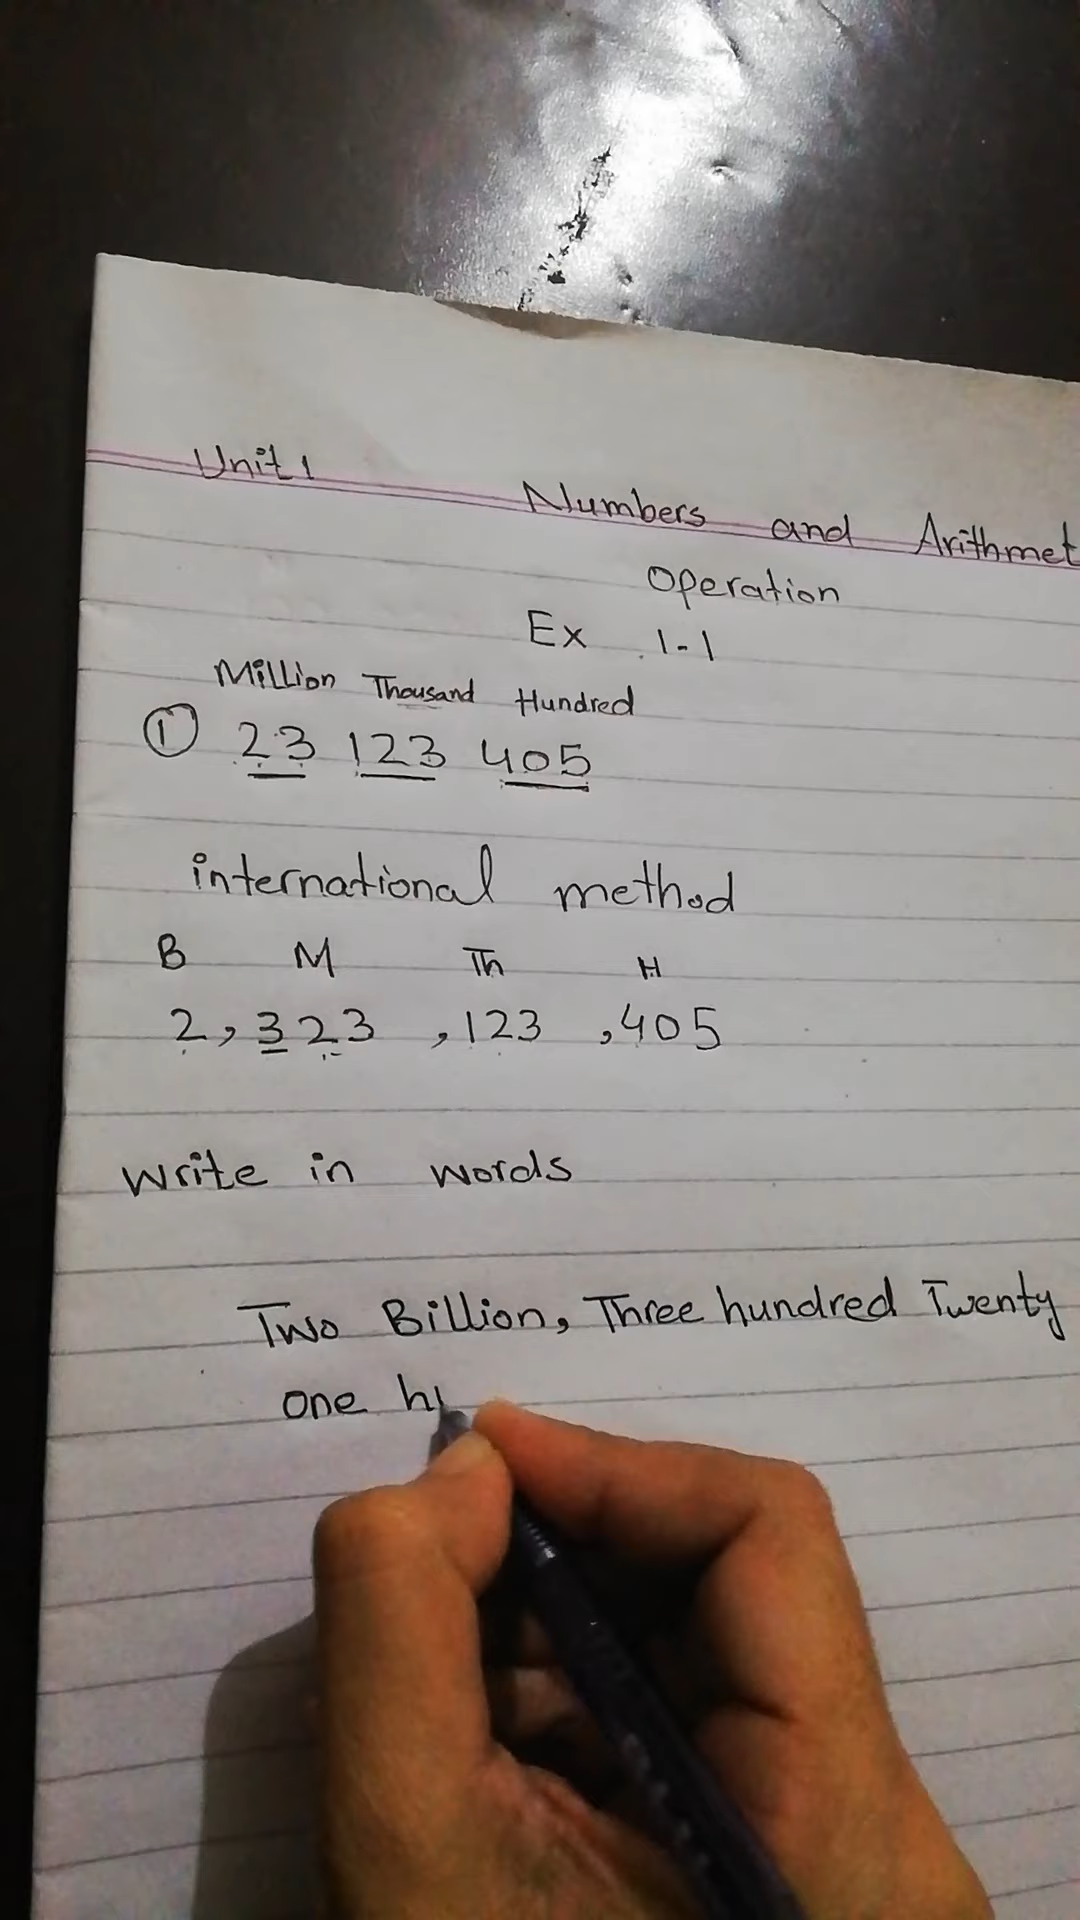 Unit 1
Numbers and Arithmet
operation
Ex 1-1
Million Thousand Hundred
① 23 123 405
international method
B M Th H
2,323,123,405
write in words
Two Billion, Three hundred Twenty
one